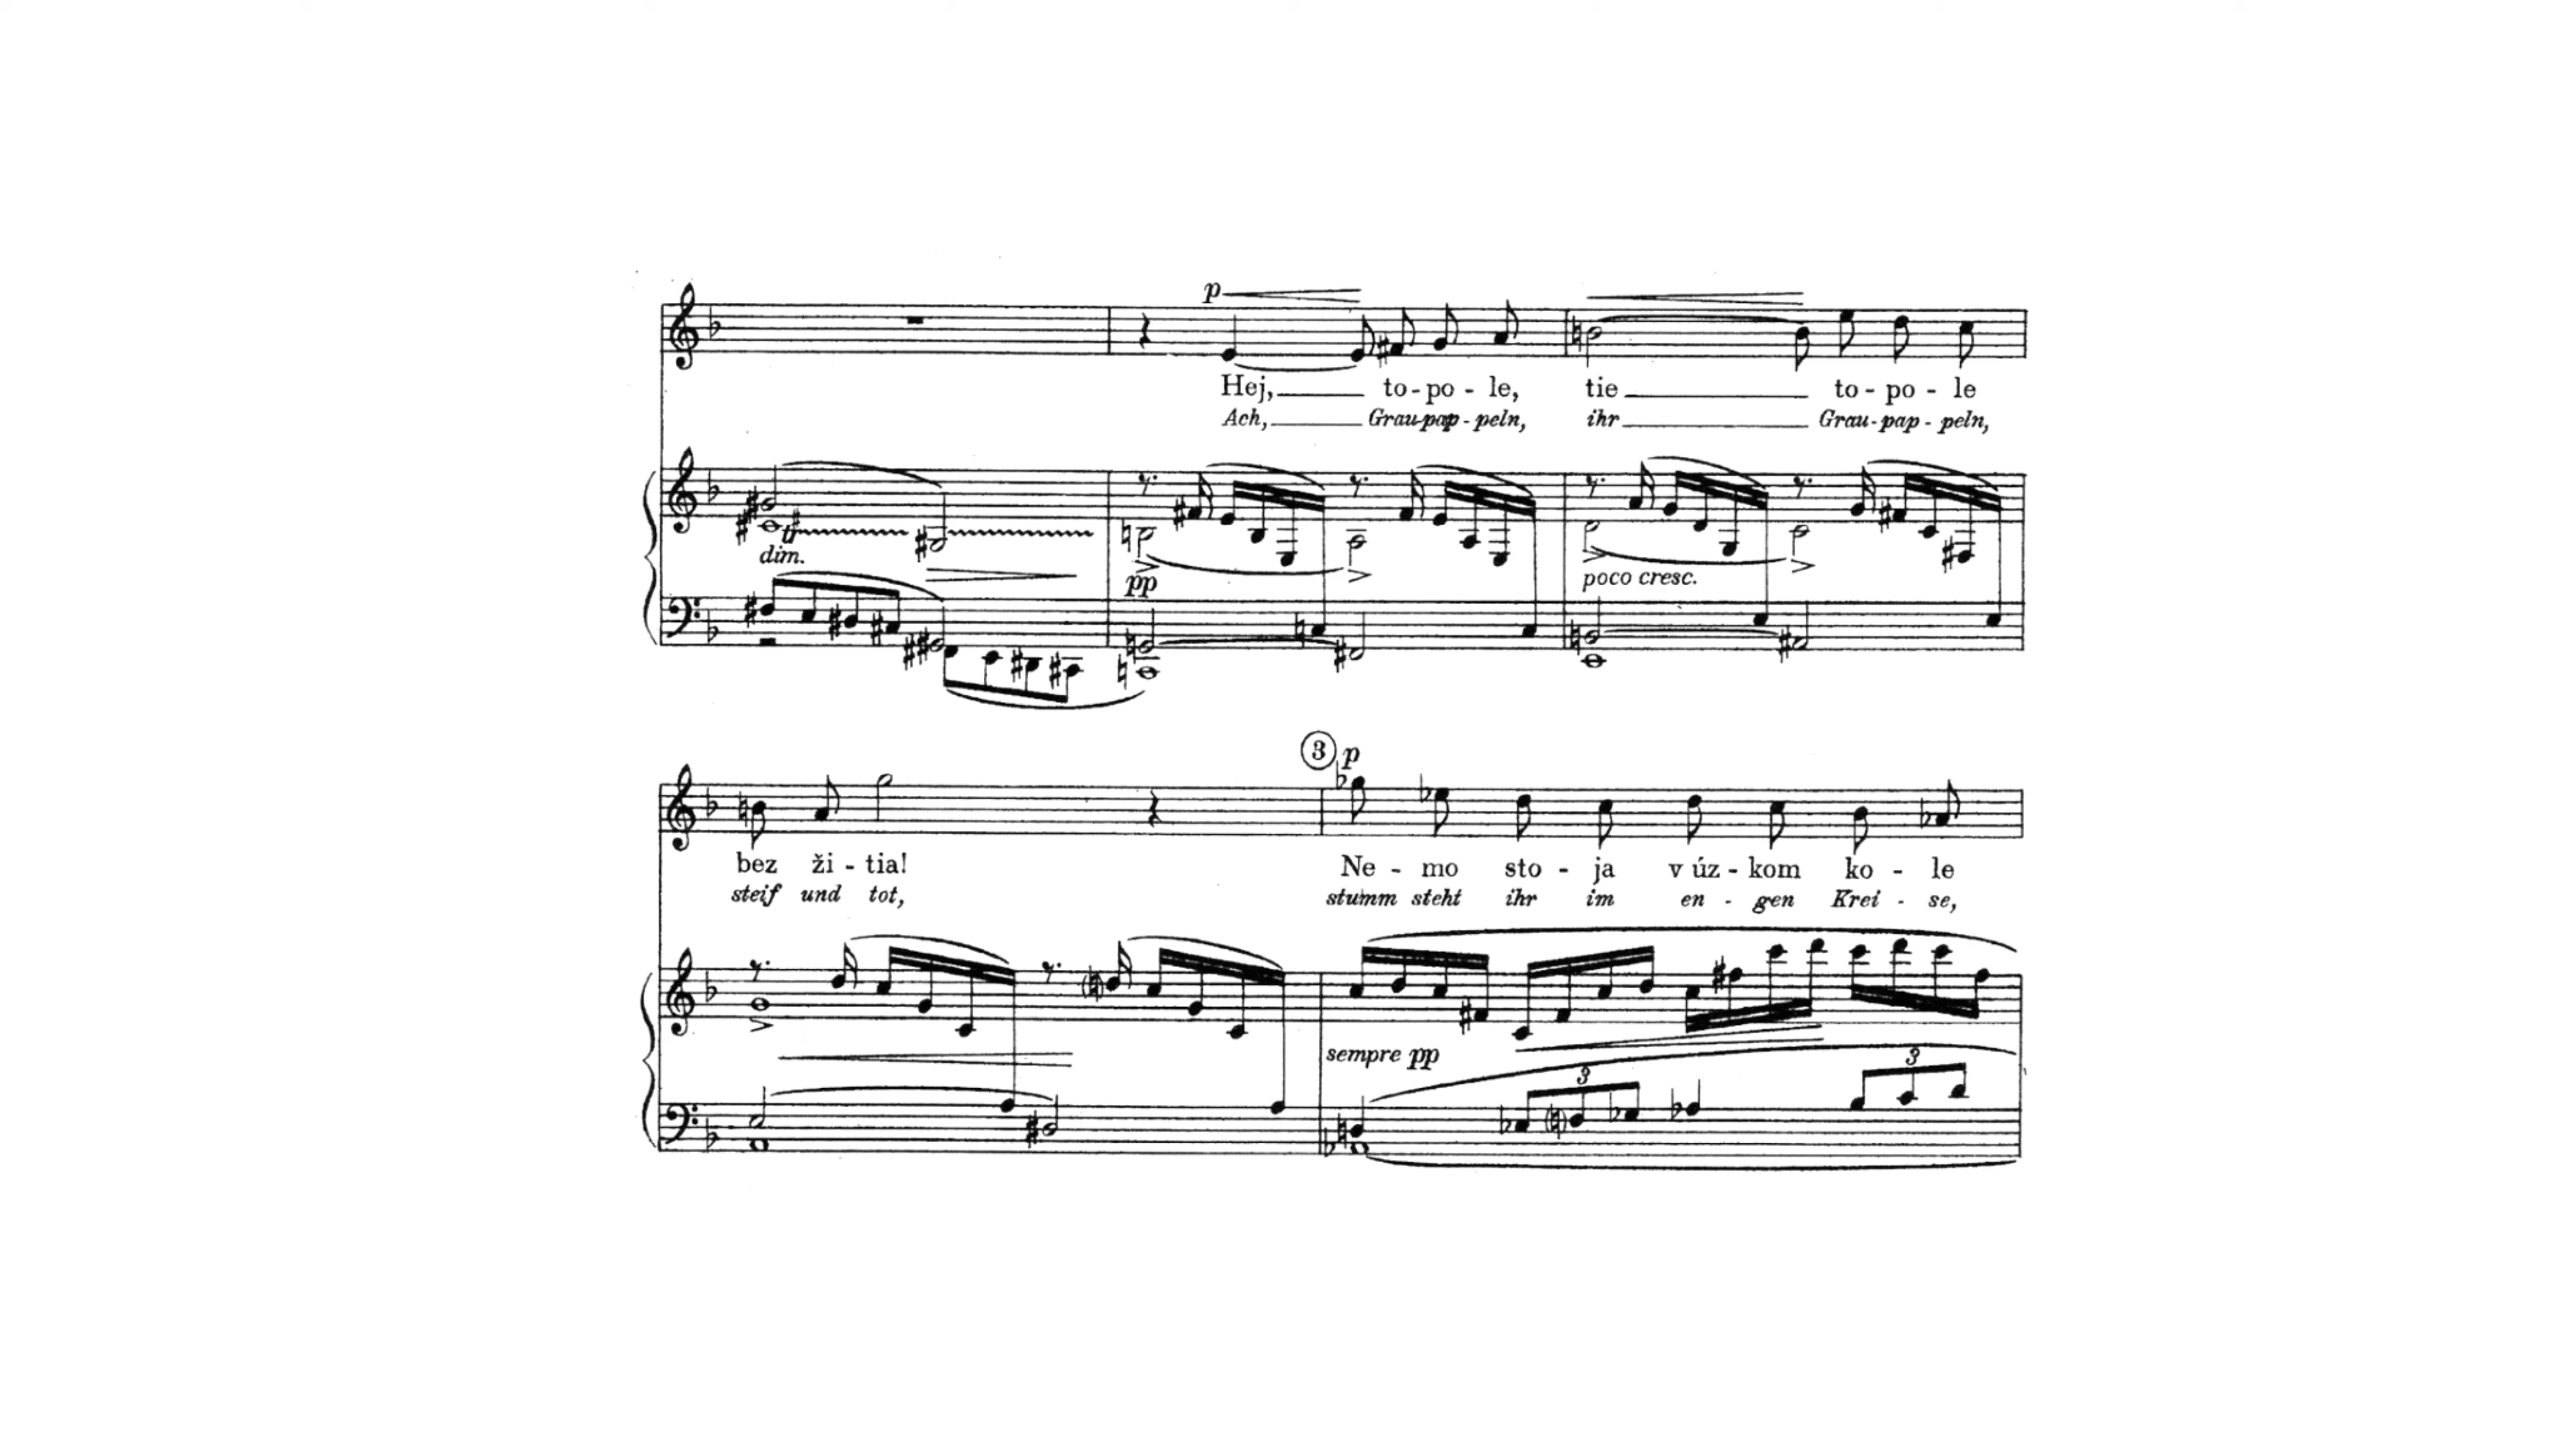 p
Hej, to-po-le, tie to-po-le
Ach, Grau-pap-peln, ihr Grau-pap-peln,
dim.
pp
poco cresc.
3 p
bez ži-tia! Ne-mo sto-ja v úz-kom ko-le
steif und tot, stumm steht ihr im en-gen Krei-se,
sempre pp
3
3